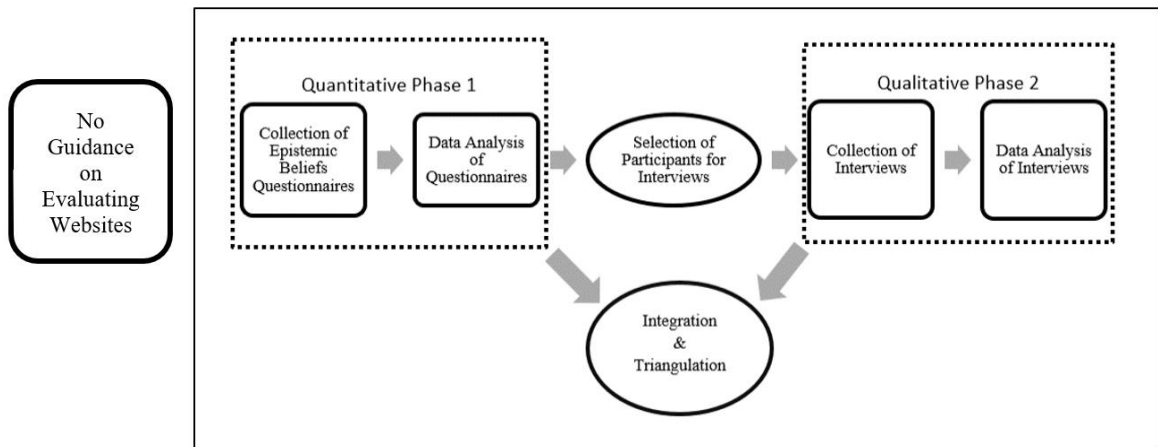 No
Guidance
on
Evaluating
Websites
Quantitative Phase 1
Collection of
Epistemic
Beliefs
Questionnaires
Data Analysis
of
Questionnaires
Selection of
Participants for
Interviews
Qualitative Phase 2
Collection of
Interviews
Data Analysis
of Interviews
Integration
&
Triangulation